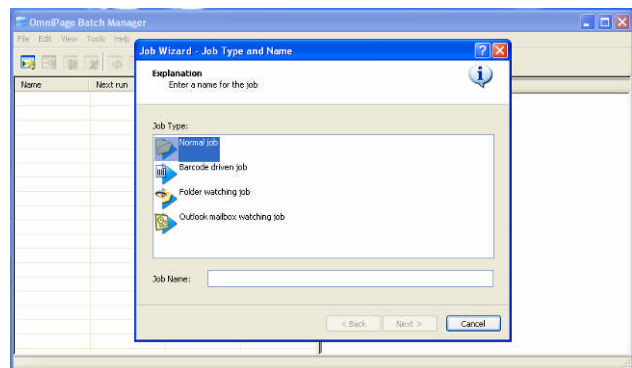 OmniPage Batch Manager
File Edit View Tools Help
Job Wizard - Job Type and Name
Explanation
Enter a name for the job
Name Next run
Job Type:
Normal job
Barcode driven job
Folder watching job
Outlook mailbox watching job
Job Name:
< Back Next > Cancel